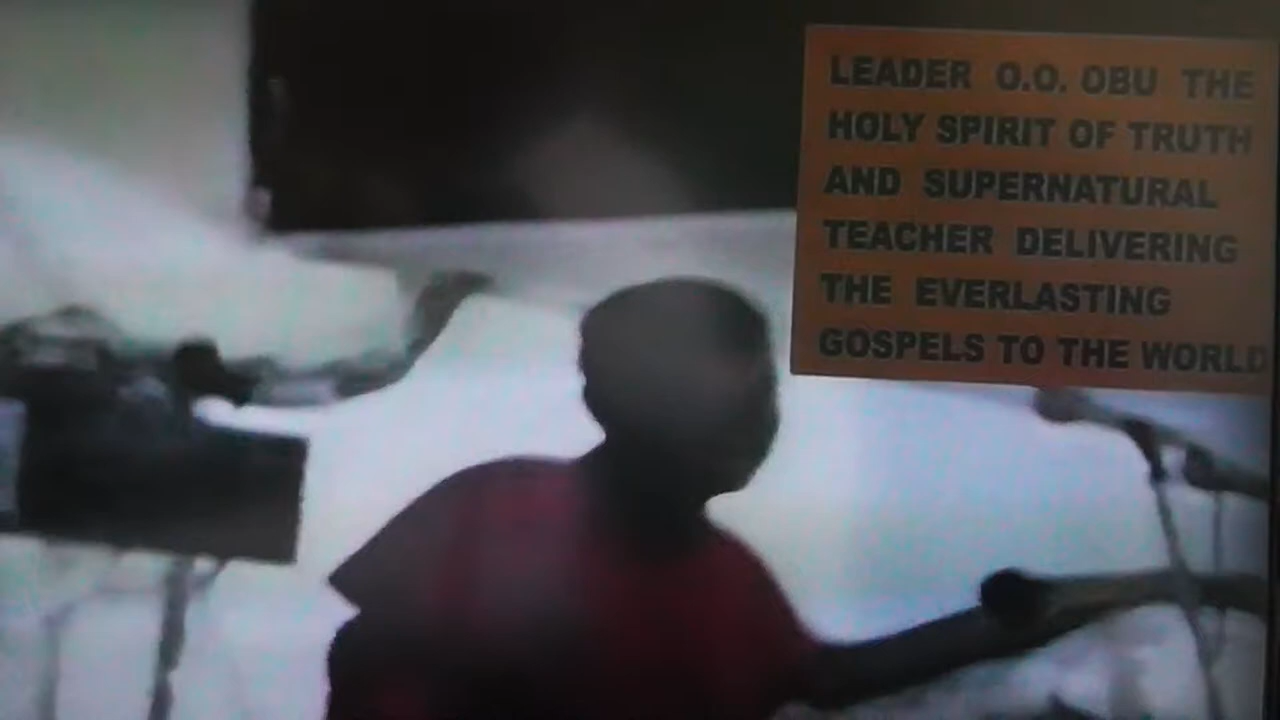 LEADER O.O. OBU THE
HOLY SPIRIT OF TRUTH
AND SUPERNATURAL
TEACHER DELIVERING
THE EVERLASTING
GOSPELS TO THE WORLD